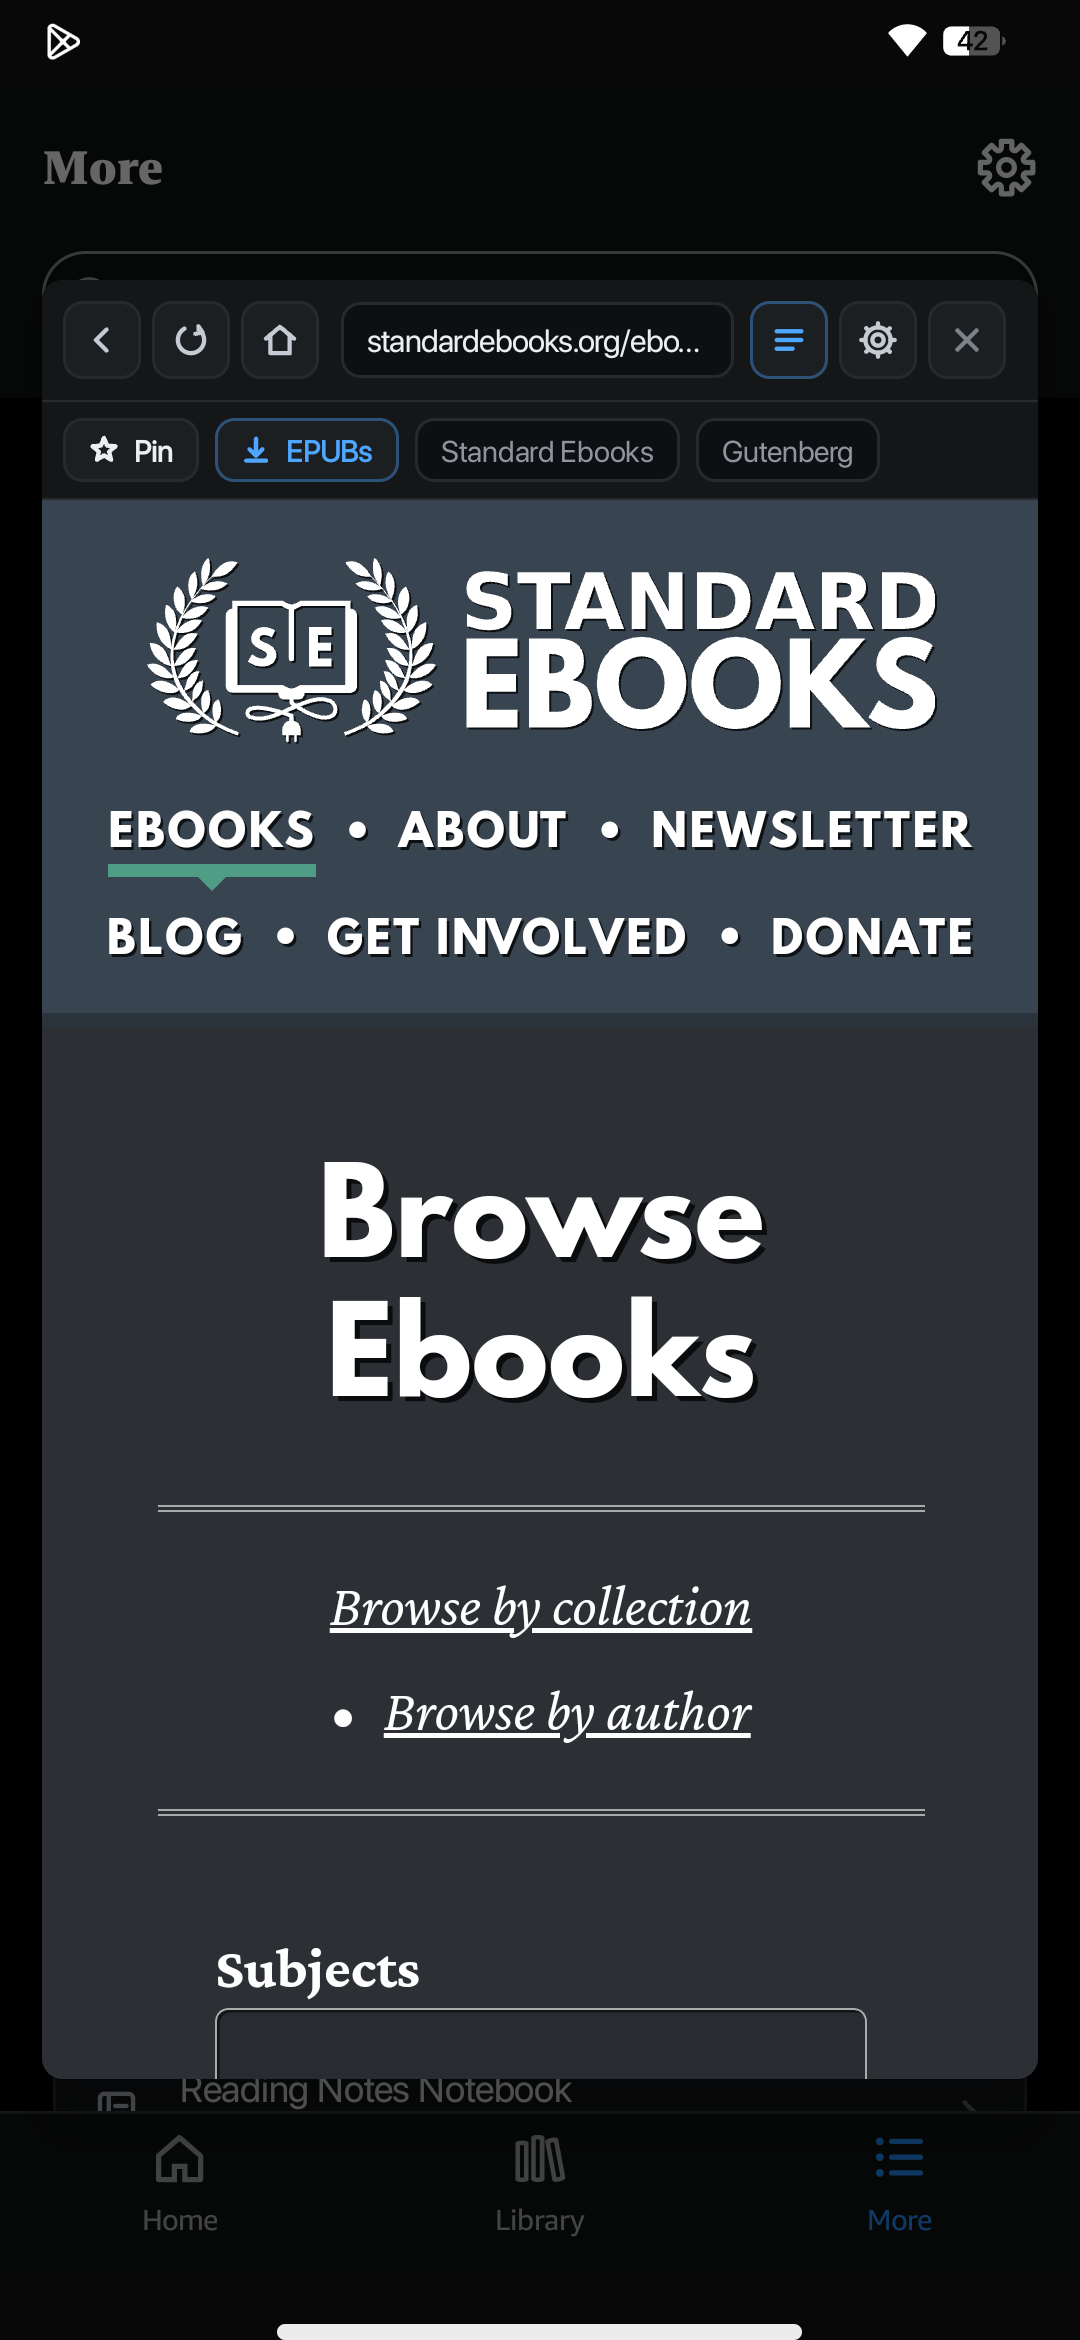 42
More
standardebooks.org/ebo...
Pin
EPUBs
Standard Ebooks
Gutenberg
S E
STANDARD
EBOOKS
EBOOKS • ABOUT • NEWSLETTER
BLOG • GET INVOLVED • DONATE
Browse
Ebooks
Browse by collection
• Browse by author
Subjects
Reading Notes Notebook
Home
Library
More